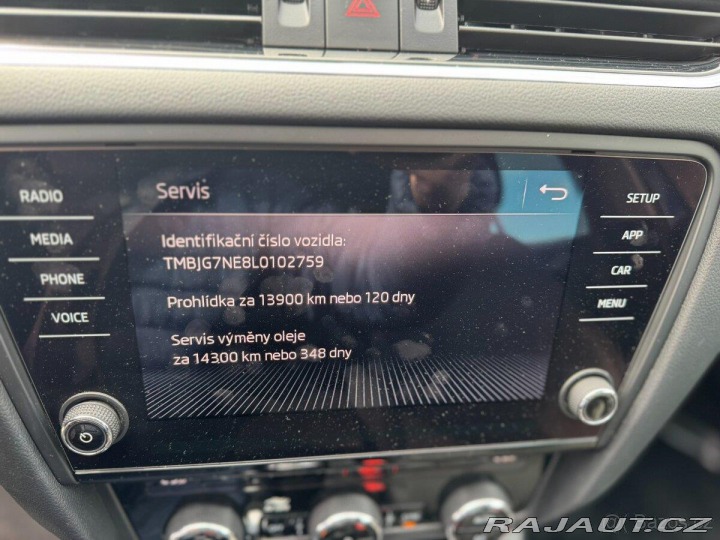 Servis
RADIO
MEDIA
PHONE
VOICE
Identifikační číslo vozidla:
TMBJG7NE8L0102759
Prohlídka za 13900 km nebo 120 dny
Servis výměny oleje
za 14300 km nebo 348 dny
SETUP
APP
CAR
MENU
RAJAUT.CZ